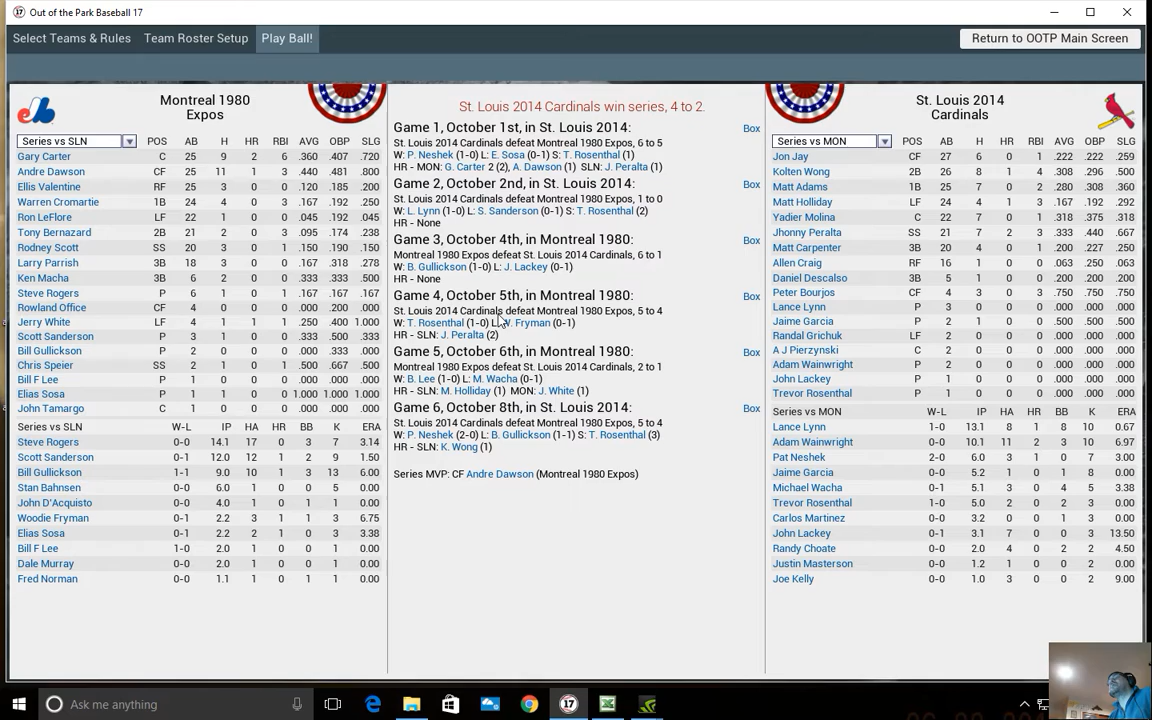 Out of the Park Baseball 17
Select Teams & Rules Team Roster Setup Play Ball! Return to OOTP Main Screen
Montreal 1980
Expos
Series vs SLN POS AB H HR RBI AVG OBP SLG
Gary Carter C 25 9 2 6 .360 .407 .720
Andre Dawson CF 25 11 1 3 .440 .481 .800
Ellis Valentine RF 25 3 0 0 .120 .185 .200
Warren Cromartie 1B 24 4 0 3 .167 .192 .250
Ron LeFlore LF 22 1 0 0 .045 .192 .045
Tony Bernazard 2B 21 2 0 3 .095 .174 .238
Rodney Scott SS 20 3 0 0 .150 .190 .150
Larry Parrish 3B 18 3 0 0 .167 .318 .278
Ken Macha 3B 6 2 0 0 .333 .333 .500
Steve Rogers P 6 1 0 1 .167 .167 .167
Rowland Office CF 4 0 0 0 .000 .200 .000
Jerry White LF 4 1 1 1 .250 .400 1.000
Scott Sanderson P 3 1 0 0 .333 .500 .333
Bill Gullickson P 2 0 0 0 .000 .333 .000
Chris Speier SS 2 1 0 0 .500 .667 .500
Bill F Lee P 1 0 0 0 .000 .000 .000
Elias Sosa P 1 1 0 0 1.000 1.000 1.000
John Tamargo C 1 0 0 0 .000 .000 .000
Series vs SLN W-L IP HA HR BB K ERA
Steve Rogers 0-0 14.1 17 0 3 7 3.14
Scott Sanderson 0-1 12.0 12 1 2 9 1.50
Bill Gullickson 1-1 9.0 10 1 3 13 6.00
Stan Bahnsen 0-0 6.0 1 0 0 5 0.00
John D'Acquisto 0-0 4.0 1 0 1 1 0.00
Woodie Fryman 0-1 2.2 3 1 1 3 6.75
Elias Sosa 0-1 2.2 2 1 0 3 3.38
Bill F Lee 1-0 2.0 1 0 0 1 0.00
Dale Murray 0-0 2.0 1 0 0 1 0.00
Fred Norman 0-0 1.1 1 0 1 1 0.00
St. Louis 2014 Cardinals win series, 4 to 2.
Game 1, October 1st, in St. Louis 2014: Box
St. Louis 2014 Cardinals defeat Montreal 1980 Expos, 6 to 5
W: P. Neshek (1-0) L: E. Sosa (0-1) S: T. Rosenthal (1)
HR - MON: G. Carter 2 (2), A. Dawson (1) SLN: J. Peralta (1)
Game 2, October 2nd, in St. Louis 2014: Box
St. Louis 2014 Cardinals defeat Montreal 1980 Expos, 1 to 0
W: L. Lynn (1-0) L: S. Sanderson (0-1) S: T. Rosenthal (2)
HR - None
Game 3, October 4th, in Montreal 1980: Box
Montreal 1980 Expos defeat St. Louis 2014 Cardinals, 6 to 1
W: B. Gullickson (1-0) L: J. Lackey (0-1)
HR - None
Game 4, October 5th, in Montreal 1980: Box
St. Louis 2014 Cardinals defeat Montreal 1980 Expos, 5 to 4
W: T. Rosenthal (1-0) L: W. Fryman (0-1)
HR - SLN: J. Peralta (2)
Game 5, October 6th, in Montreal 1980: Box
Montreal 1980 Expos defeat St. Louis 2014 Cardinals, 2 to 1
W: B. Lee (1-0) L: M. Wacha (0-1)
HR - SLN: M. Holliday (1) MON: J. White (1)
Game 6, October 8th, in St. Louis 2014: Box
St. Louis 2014 Cardinals defeat Montreal 1980 Expos, 5 to 4
W: P. Neshek (2-0) L: B. Gullickson (1-1) S: T. Rosenthal (3)
HR - SLN: K. Wong (1)
Series MVP: CF Andre Dawson (Montreal 1980 Expos)
St. Louis 2014
Cardinals
Series vs MON POS AB H HR RBI AVG OBP SLG
Jon Jay CF 27 6 0 1 .222 .222 .259
Kolten Wong 2B 26 8 1 4 .308 .296 .500
Matt Adams 1B 25 7 0 2 .280 .308 .360
Matt Holliday LF 24 4 1 3 .167 .192 .292
Yadier Molina C 22 7 0 1 .318 .375 .318
Jhonny Peralta SS 21 7 2 3 .333 .440 .667
Matt Carpenter 3B 20 4 0 1 .200 .227 .250
Allen Craig RF 16 1 0 0 .063 .250 .063
Daniel Descalso 3B 5 1 0 0 .200 .200 .200
Peter Bourjos CF 4 3 0 0 .750 .750 .750
Lance Lynn P 3 0 0 0 .000 .000 .000
Jaime Garcia P 2 1 0 0 .500 .500 .500
Randal Grichuk LF 2 0 0 0 .000 .000 .000
A J Pierzynski C 2 0 0 0 .000 .000 .000
Adam Wainwright P 2 0 0 0 .000 .000 .000
John Lackey P 1 0 0 0 .000 .000 .000
Trevor Rosenthal P 1 0 0 0 .000 .000 .000
Series vs MON W-L IP HA HR BB K ERA
Lance Lynn 1-0 13.1 8 1 8 10 0.67
Adam Wainwright 0-0 10.1 11 2 3 10 6.97
Pat Neshek 2-0 6.0 3 1 0 7 3.00
Jaime Garcia 0-0 5.2 1 0 1 8 0.00
Michael Wacha 0-1 5.1 3 0 4 5 3.38
Trevor Rosenthal 1-0 5.0 2 0 2 3 0.00
Carlos Martinez 0-0 3.2 1 0 1 3 0.00
John Lackey 0-1 3.1 7 0 0 2 13.50
Randy Choate 0-0 2.0 4 0 2 2 4.50
Justin Masterson 0-0 1.2 1 0 2 2 0.00
Joe Kelly 0-0 1.0 3 0 0 2 9.00
17 Ask me anything 17